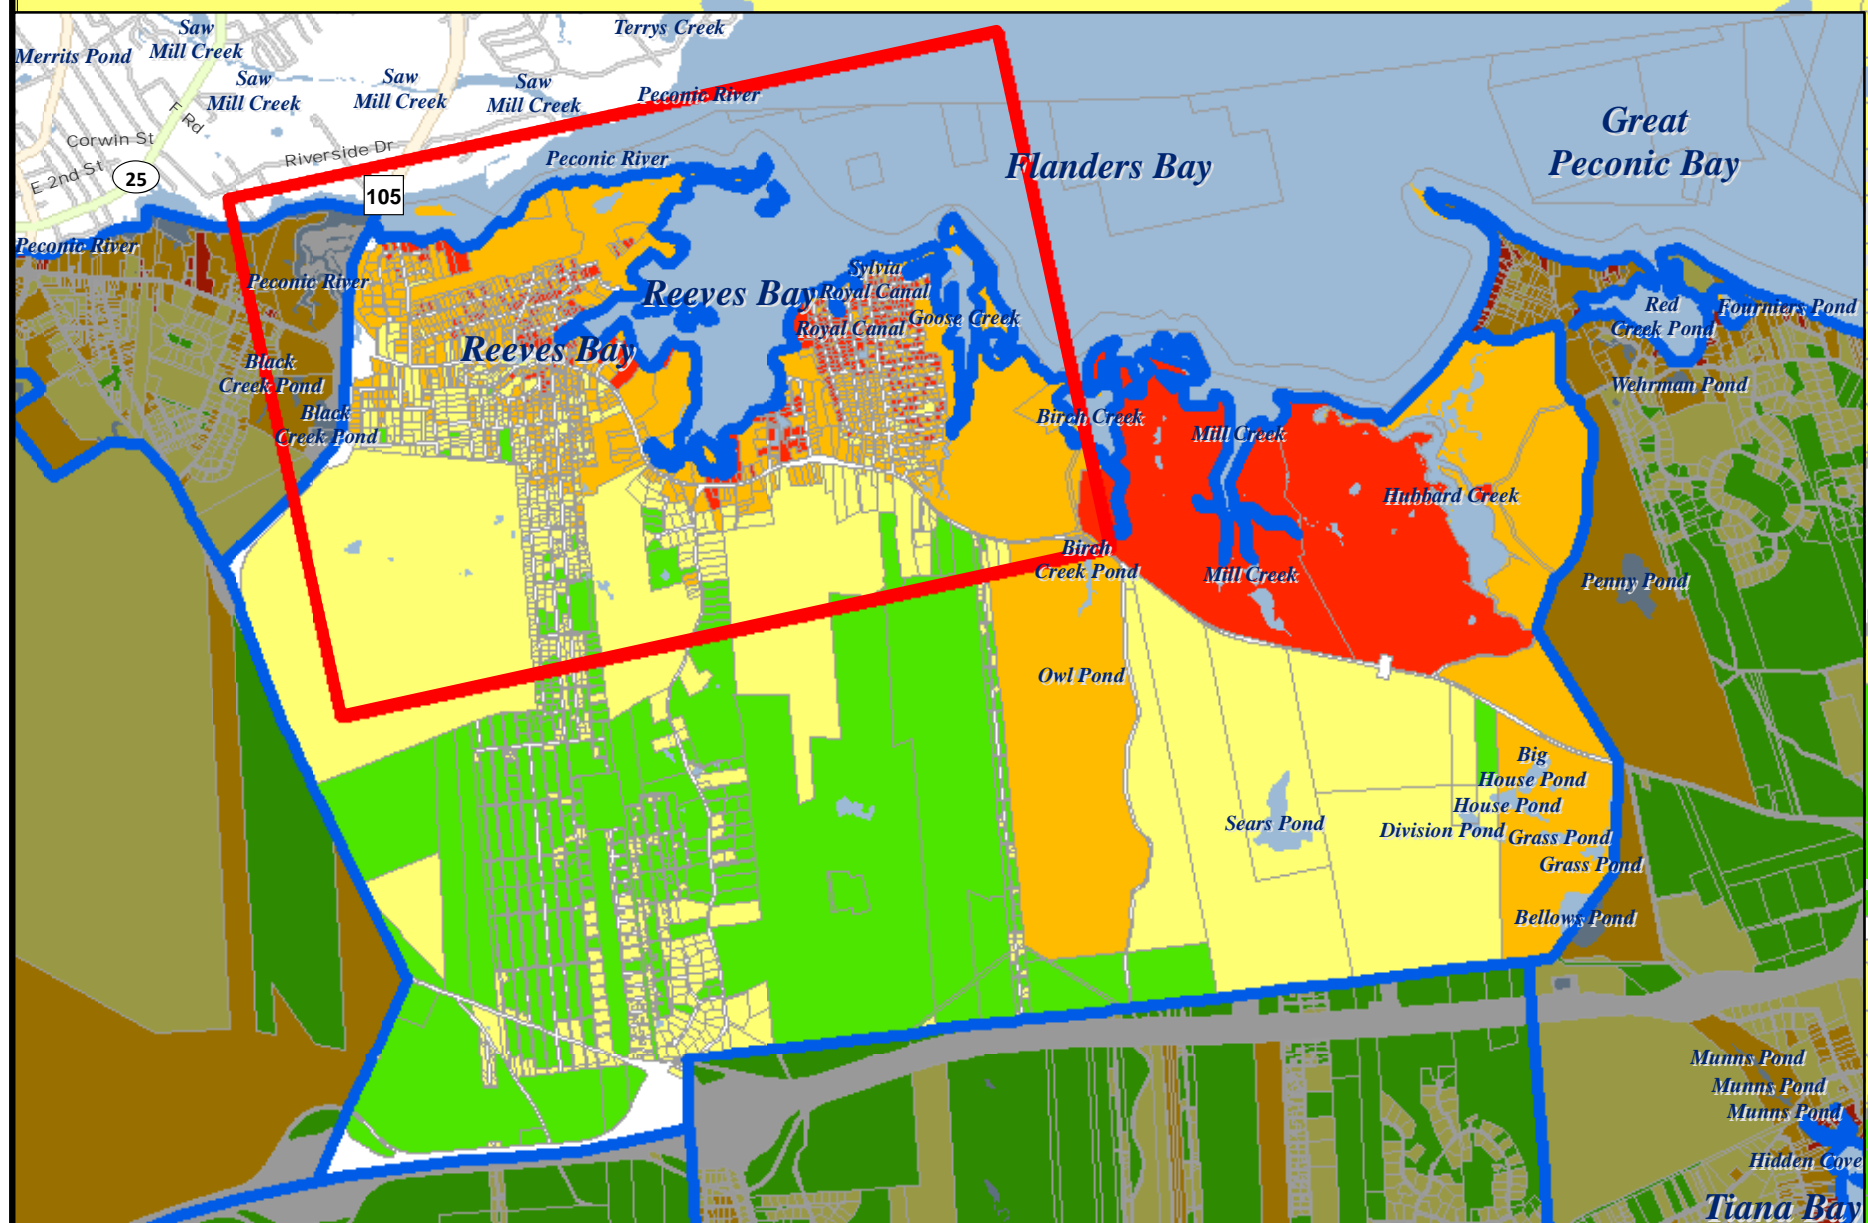 Saw
Mill Creek
Terrys Creek
Merrits Pond
Saw
Mill Creek
Saw
Mill Creek
Saw
Mill Creek
Peconic River
F Rd
Corwin St
Riverside Dr
E 2nd St
25
105
Peconic River
Flanders Bay
Great
Peconic Bay
Peconic River
Peconic River
Reeves Bay
Sylvia
Royal Canal
Royal Canal
Goose Creek
Red
Creek Pond
Fourniers Pond
Reeves Bay
Black
Creek Pond
Black
Creek Pond
Wehrman Pond
Birch Creek
Mill Creek
Hubbard Creek
Birch
Creek Pond
Mill Creek
Penny Pond
Owl Pond
Big
House Pond
House Pond
Sears Pond
Division Pond
Grass Pond
Grass Pond
Bellows Pond
Munns Pond
Munns Pond
Munns Pond
Hidden Cove
Tiana Bay